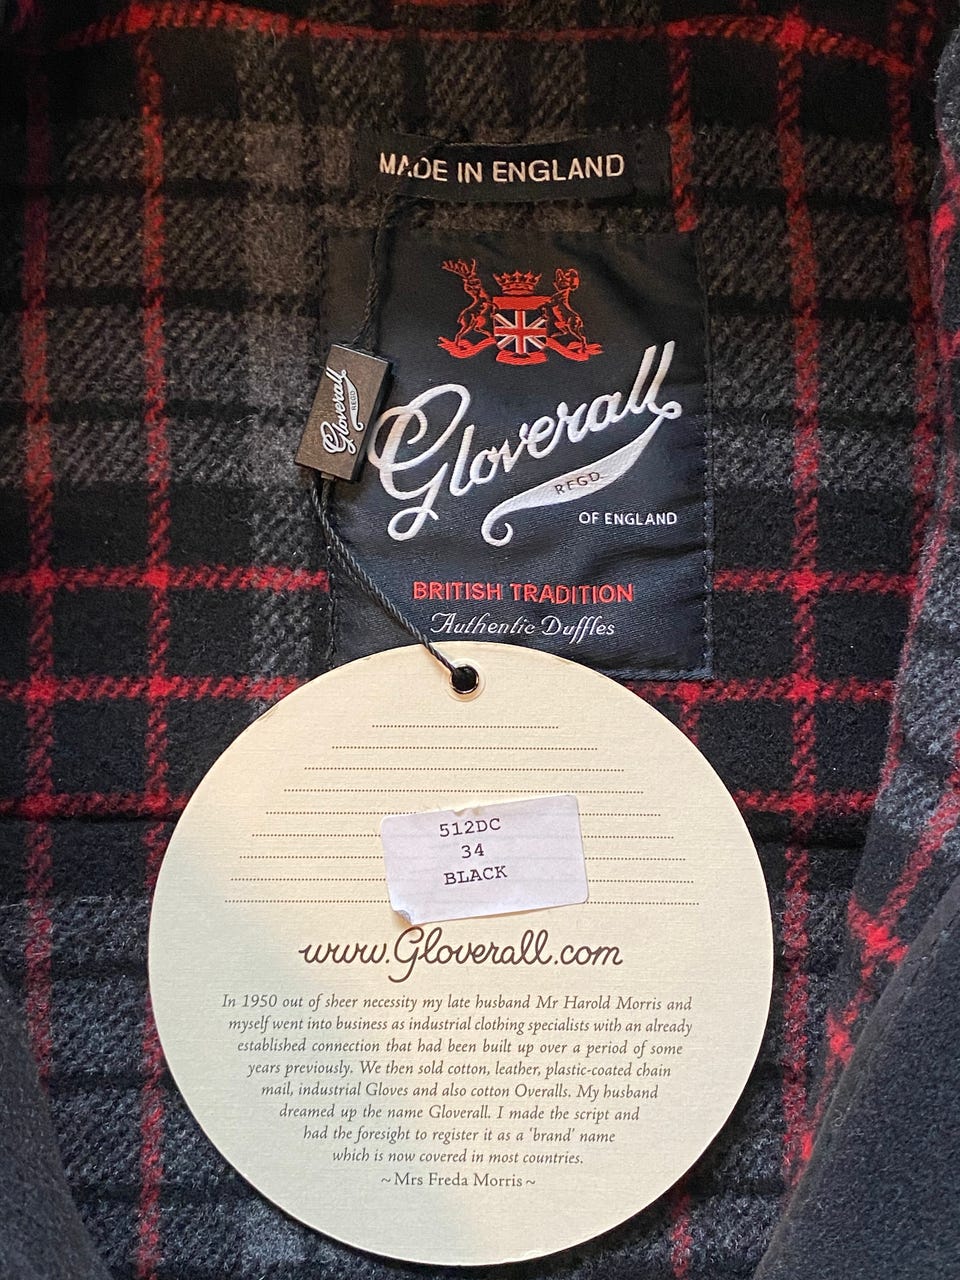 MADE IN ENGLAND
Gloverall
REGD
Gloverall
REGD.
OF ENGLAND
BRITISH TRADITION
Authentic Duffles
512DC
34
BLACK
www.Gloverall.com
In 1950 out of sheer necessity my late husband Mr Harold Morris and
myself went into business as industrial clothing specialists with an already
established connection that had been built up over a period of some
years previously. We then sold cotton, leather, plastic-coated chain
mail, industrial Gloves and also cotton Overalls. My husband
dreamed up the name Gloverall. I made the script and
had the foresight to register it as a 'brand' name
which is now covered in most countries.
~ Mrs Freda Morris ~